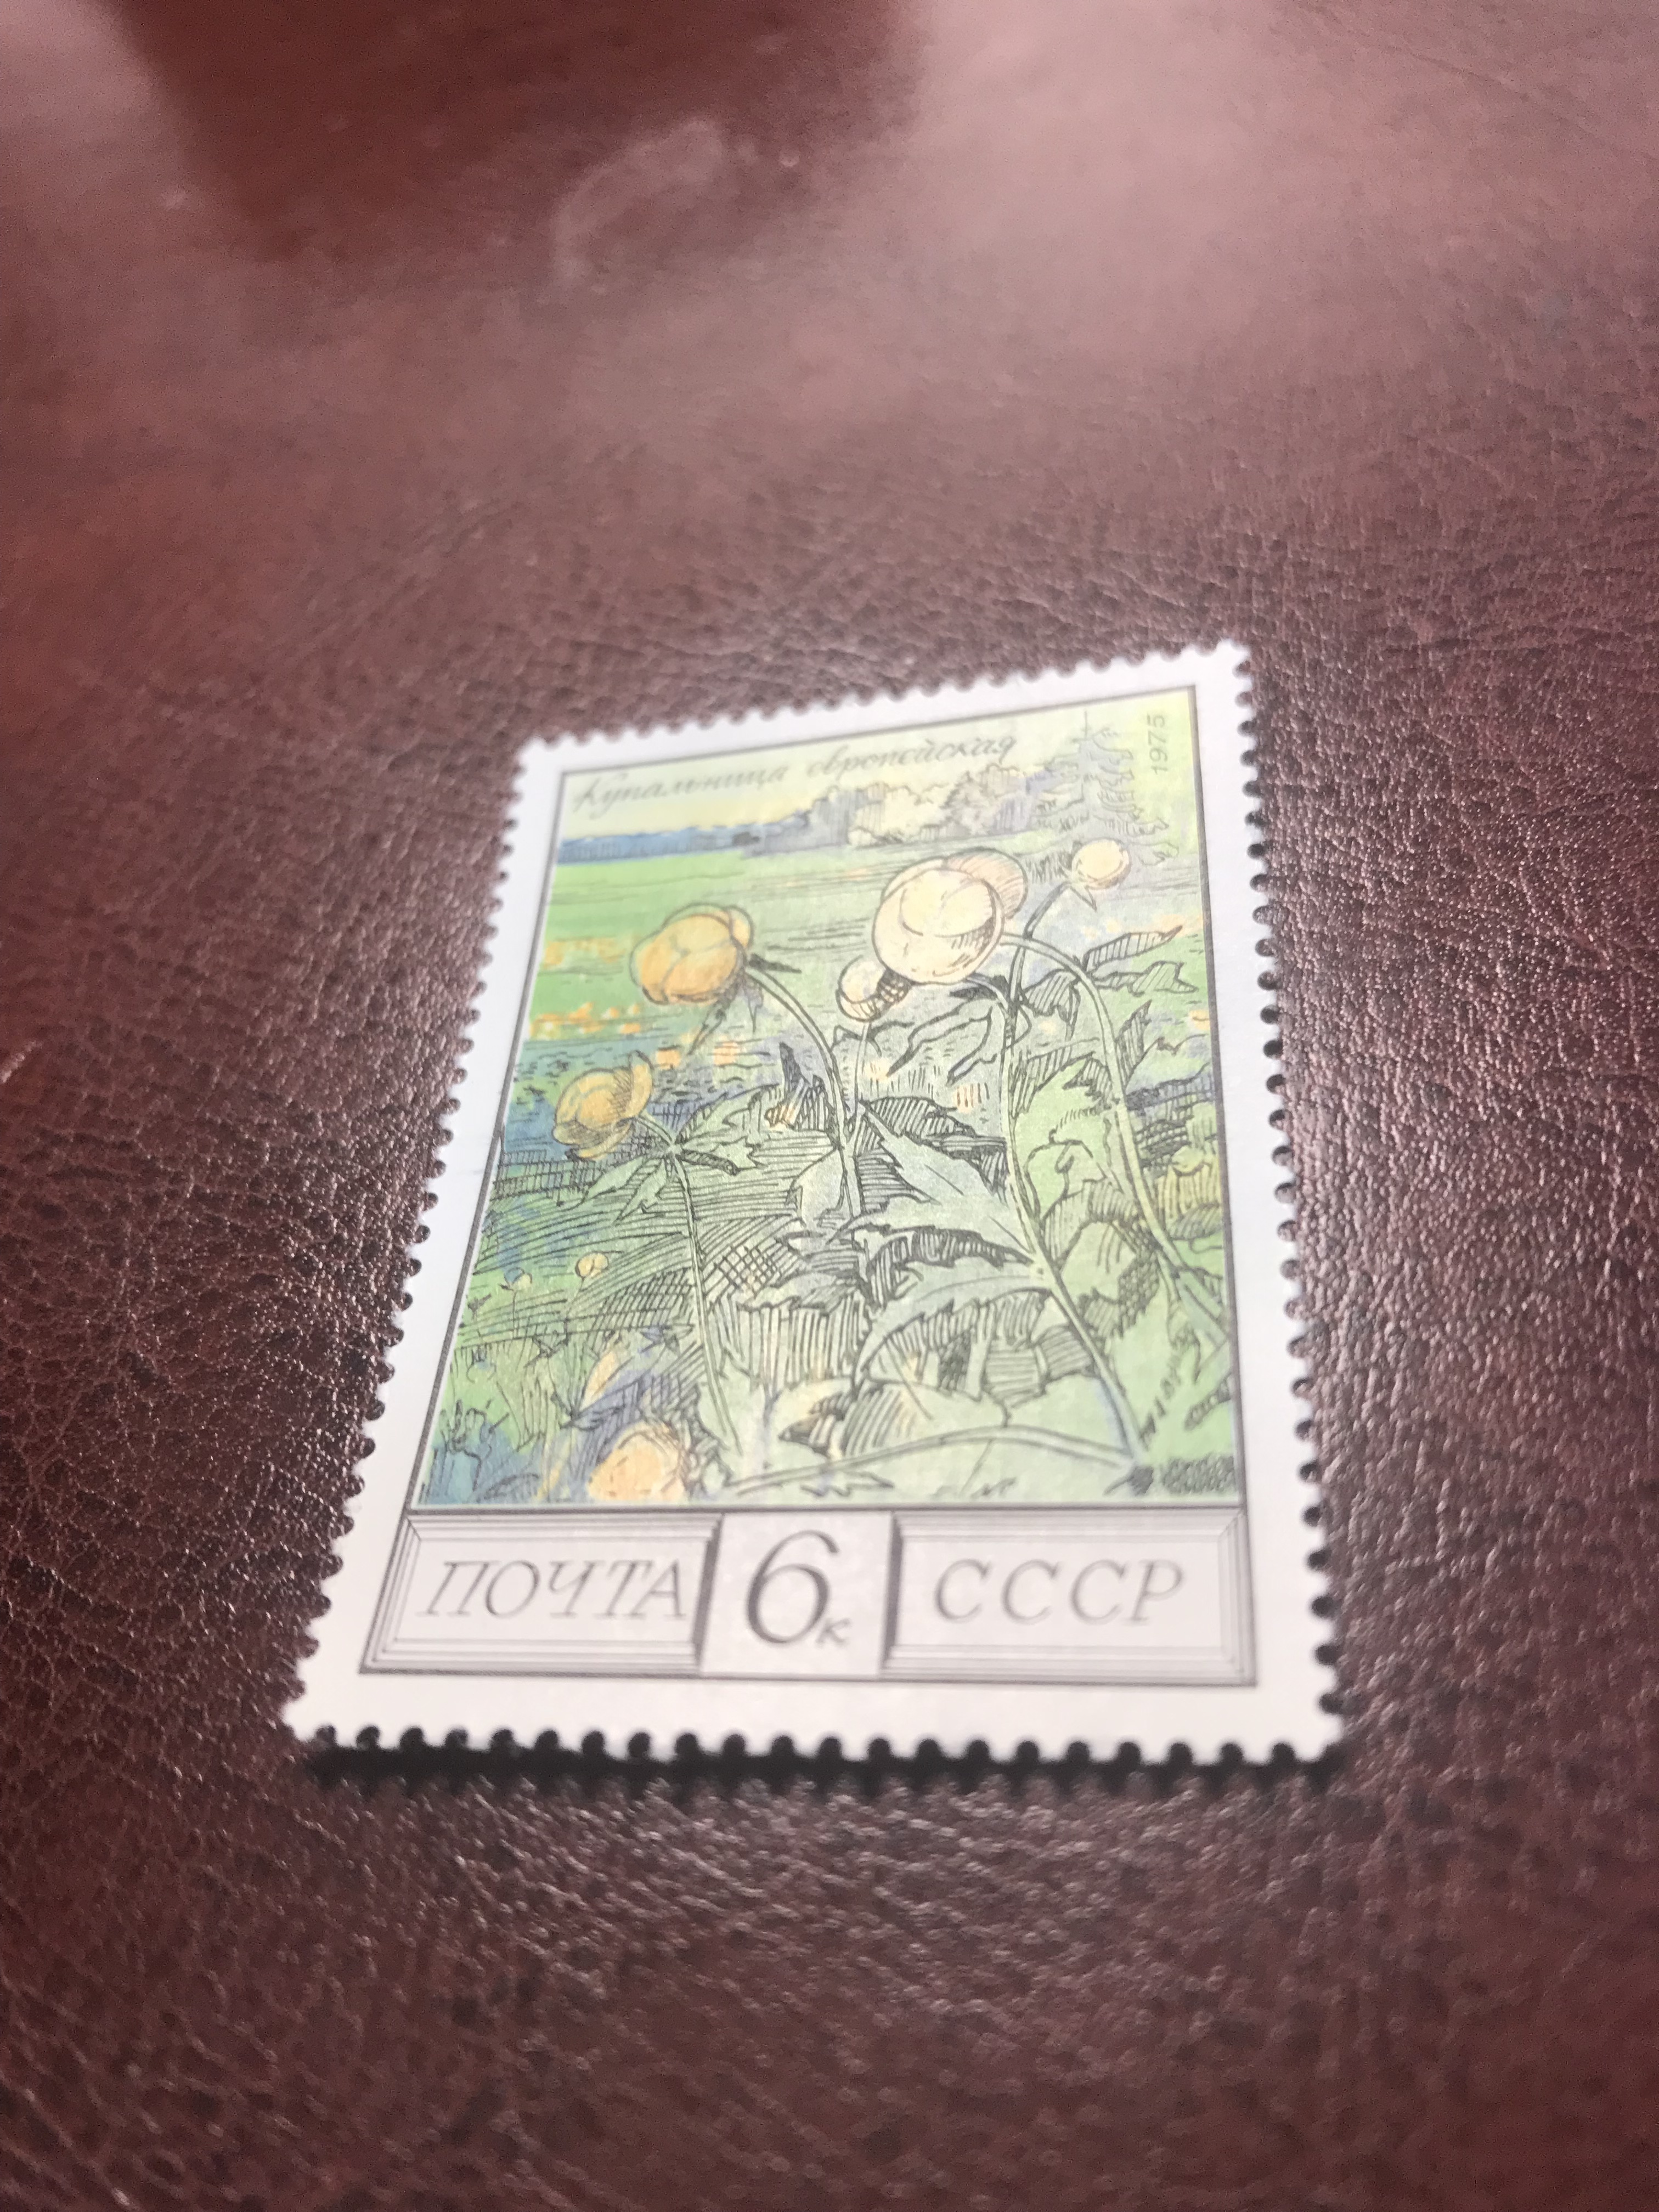 Купальница европейская
1975
ПОЧТА 6к СССР